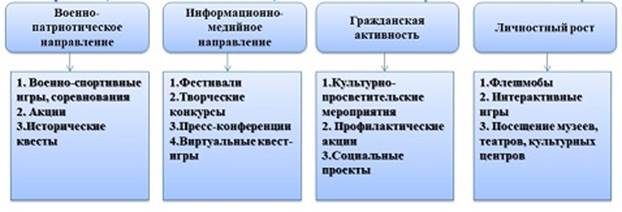 Военно-
патриотическое
направление
1. Военно-спортивные
игры, соревнования
2. Акции
3.Исторические
квесты
Информационно-
медийное
направление
1.Фестивали
2.Творческие
конкурсы
3.Пресс-конференции
4.Виртуальные квест-
игры
Гражданская
активность
1.Культурно-
просветительские
мероприятия
2. Профилактические
акции
3.Социальные
проекты
Личностный рост
1.Флешмобы
2. Интерактивные
игры
3. Посещение музеев,
театров, культурных
центров